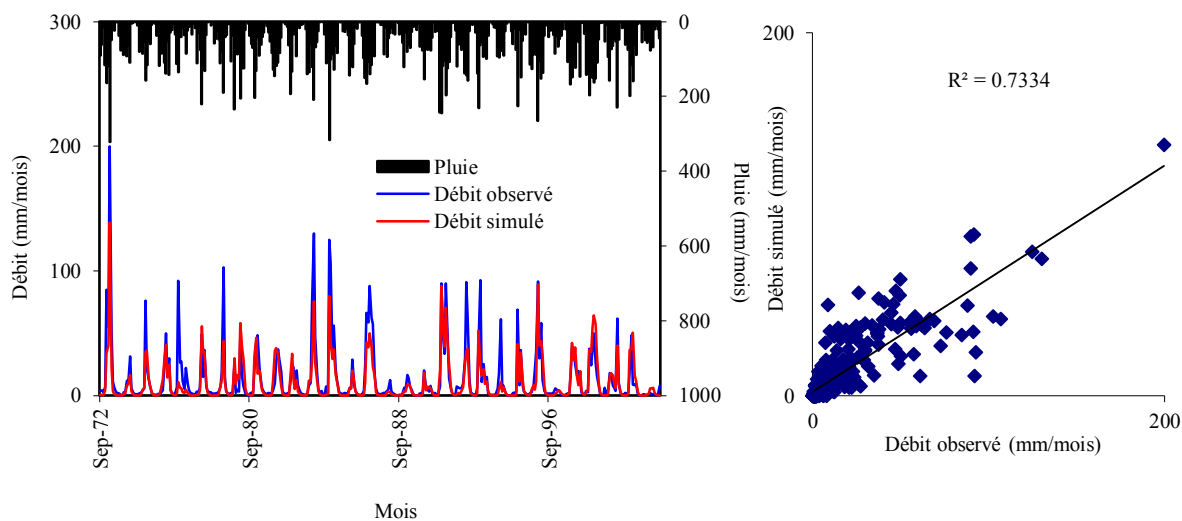 300
200
100
0
Débit (mm/mois)
Sep-72
Sep-80
Sep-88
Sep-96
Mois
0
200
400
600
800
1000
Pluie (mm/mois)
Pluie
Débit observé
Débit simulé
200
0
Débit simulé (mm/mois)
R² = 0.7334
0
200
Débit observé (mm/mois)